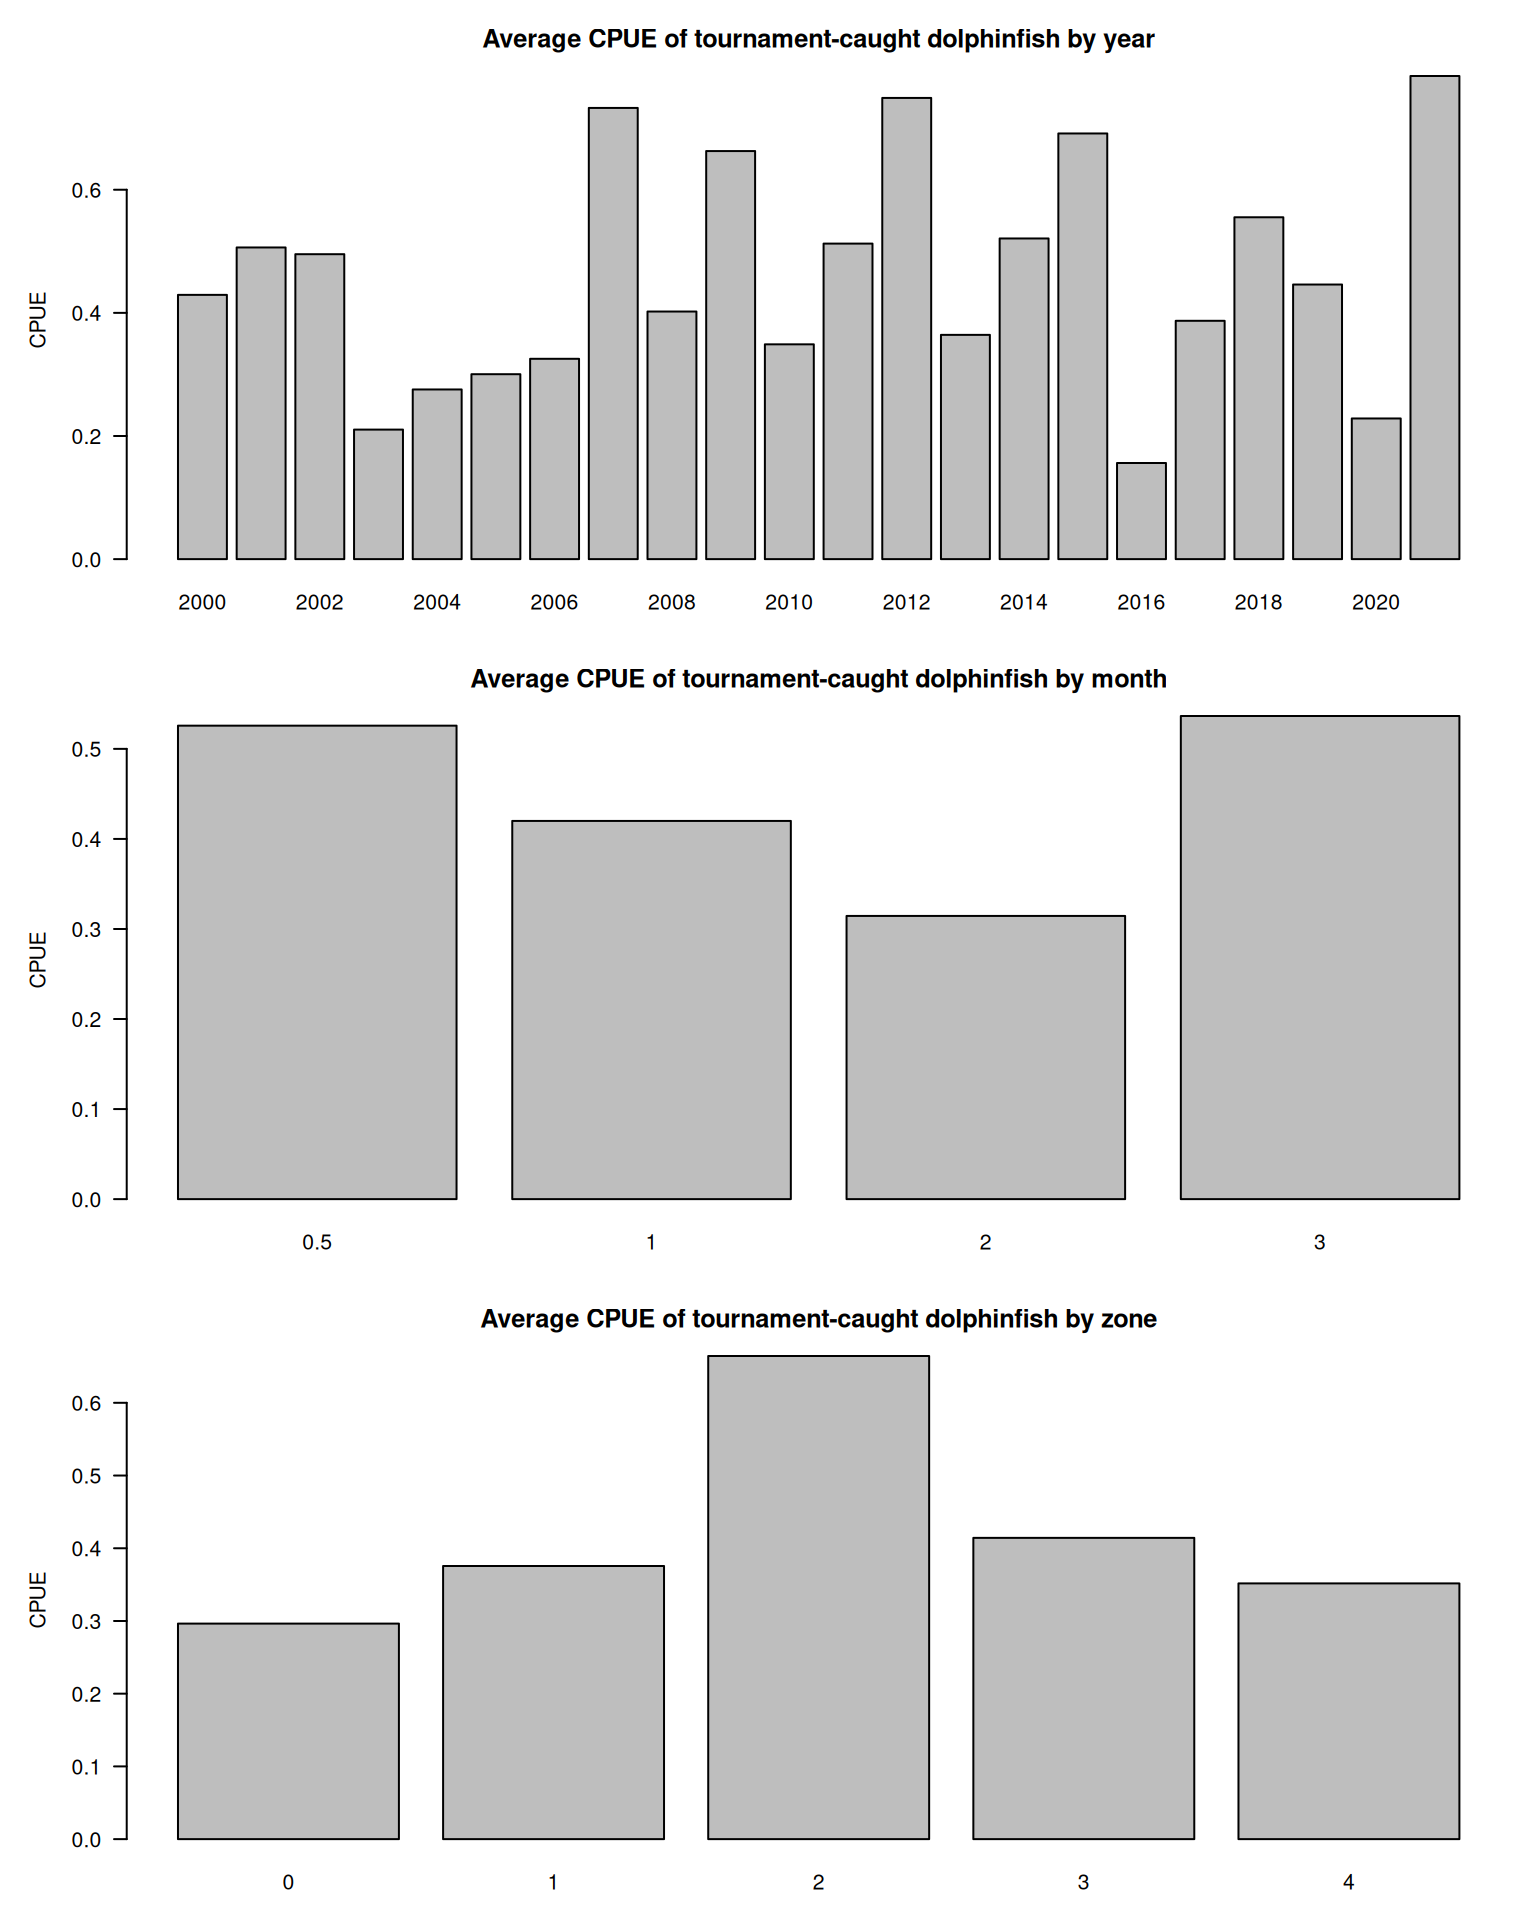 Average CPUE of tournament-caught dolphinfish by year
CPUE
0.6
0.4
0.2
0.0
2000 2002 2004 2006 2008 2010 2012 2014 2016 2018 2020
Average CPUE of tournament-caught dolphinfish by month
CPUE
0.5
0.4
0.3
0.2
0.1
0.0
0.5 1 2 3
Average CPUE of tournament-caught dolphinfish by zone
CPUE
0.6
0.5
0.4
0.3
0.2
0.1
0.0
0 1 2 3 4